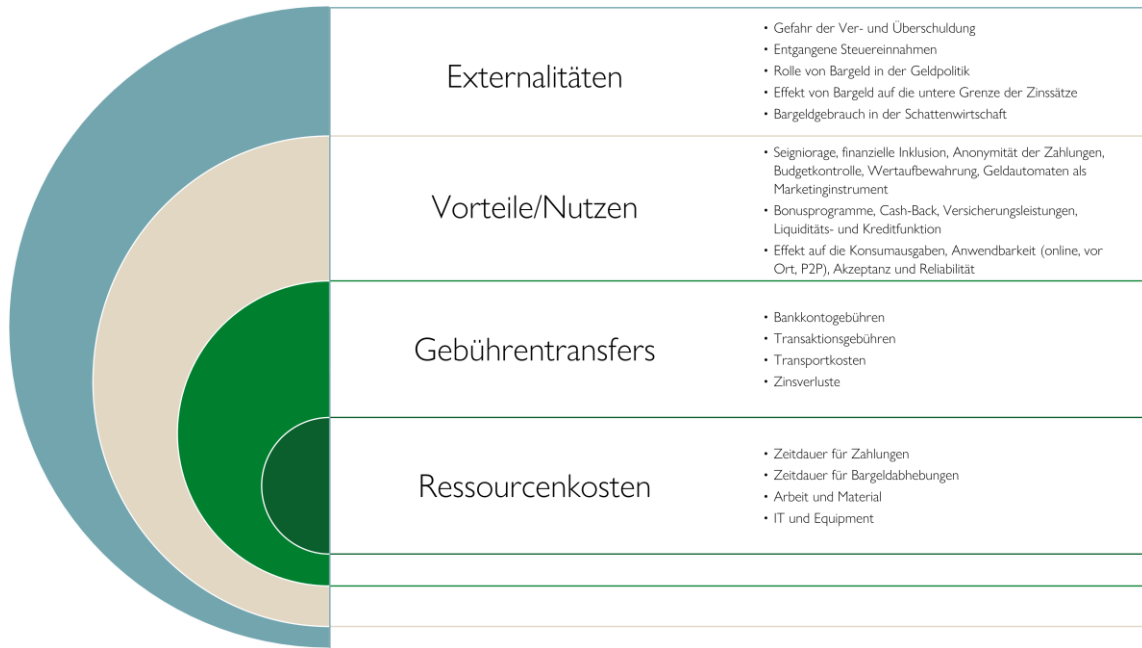 Externalitäten
• Gefahr der Ver- und Überschuldung
• Entgangene Steuereinnahmen
• Rolle von Bargeld in der Geldpolitik
• Effekt von Bargeld auf die untere Grenze der Zinssätze
• Bargeldgebrauch in der Schattenwirtschaft
Vorteile/Nutzen
• Seigniorage, finanzielle Inklusion, Anonymität der Zahlungen,
Budgetkontrolle, Wertaufbewahrung, Geldautomaten als
Marketinginstrument
• Bonusprogramme, Cash-Back, Versicherungsleistungen,
Liquiditäts- und Kreditfunktion
• Effekt auf die Konsumausgaben, Anwendbarkeit (online, vor
Ort, P2P), Akzeptanz und Reliabilität
Gebührentransfers
• Bankkontogebühren
• Transaktionsgebühren
• Transportkosten
• Zinsverluste
Ressourcenkosten
• Zeitdauer für Zahlungen
• Zeitdauer für Bargeldabhebungen
• Arbeit und Material
• IT und Equipment